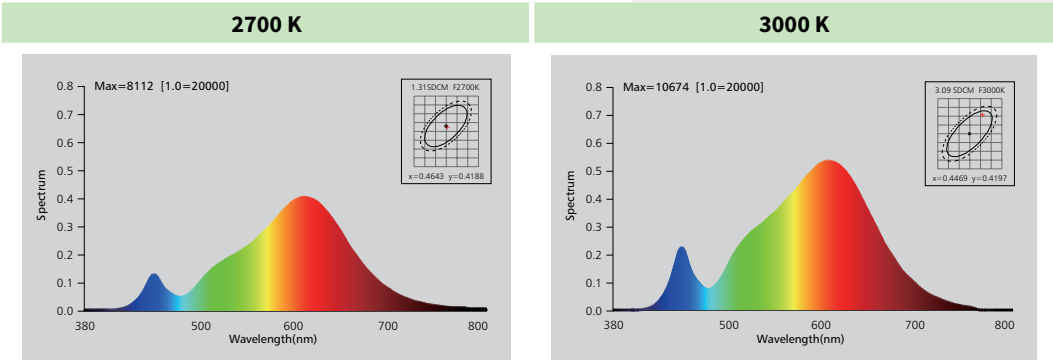 2700 K
Max=8112 [1.0=20000]
1.31SDCM F2700K
x=0.4643 y=0.4188
0.8
0.7
0.6
0.5
0.4
0.3
0.2
0.1
0.0
Spectrum
380 500 600 700 800
Wavelength(nm)
3000 K
Max=10674 [1.0=20000]
3.09 SDCM F3000K
x=0.4469 y=0.4197
0.8
0.7
0.6
0.5
0.4
0.3
0.2
0.1
0.0
Spectrum
380 500 600 700 800
Wavelength(nm)